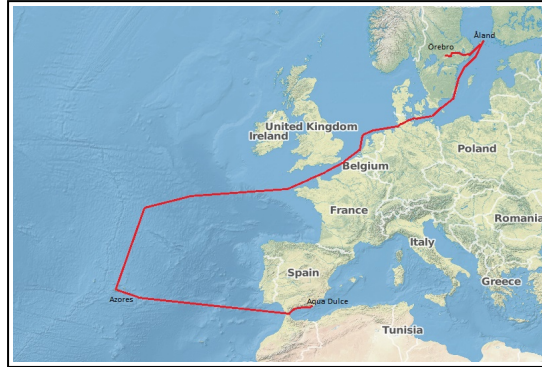 Åland
Örebro
United Kingdom
Ireland
Poland
Belgium
France
Romania
Italy
Spain
Greece
Azores
Aqua Dulce
Tunisia